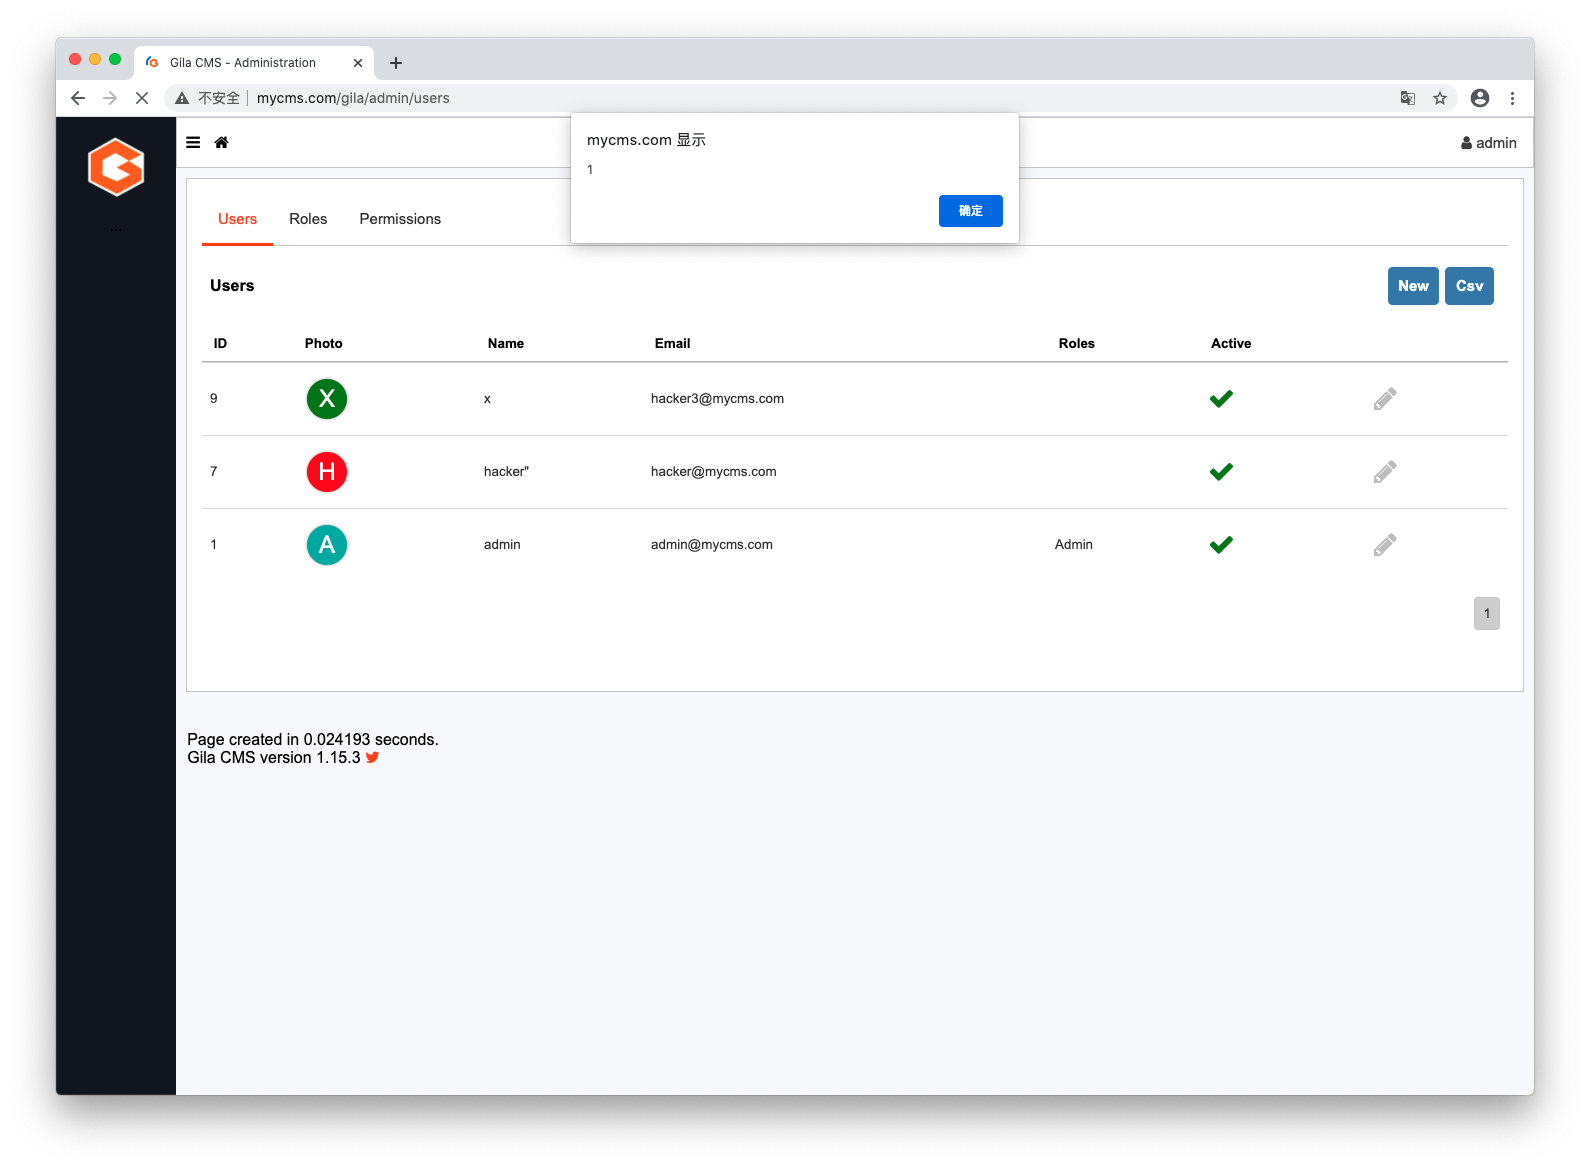 Gila CMS - Administration
不安全 mycms.com/gila/admin/users
mycms.com 显示
1
确定
admin
...
Users Roles Permissions
Users
New Csv
ID Photo Name Email Roles Active
9 X x hacker3@mycms.com
7 H hacker" hacker@mycms.com
1 A admin admin@mycms.com Admin
1
Page created in 0.024193 seconds.
Gila CMS version 1.15.3